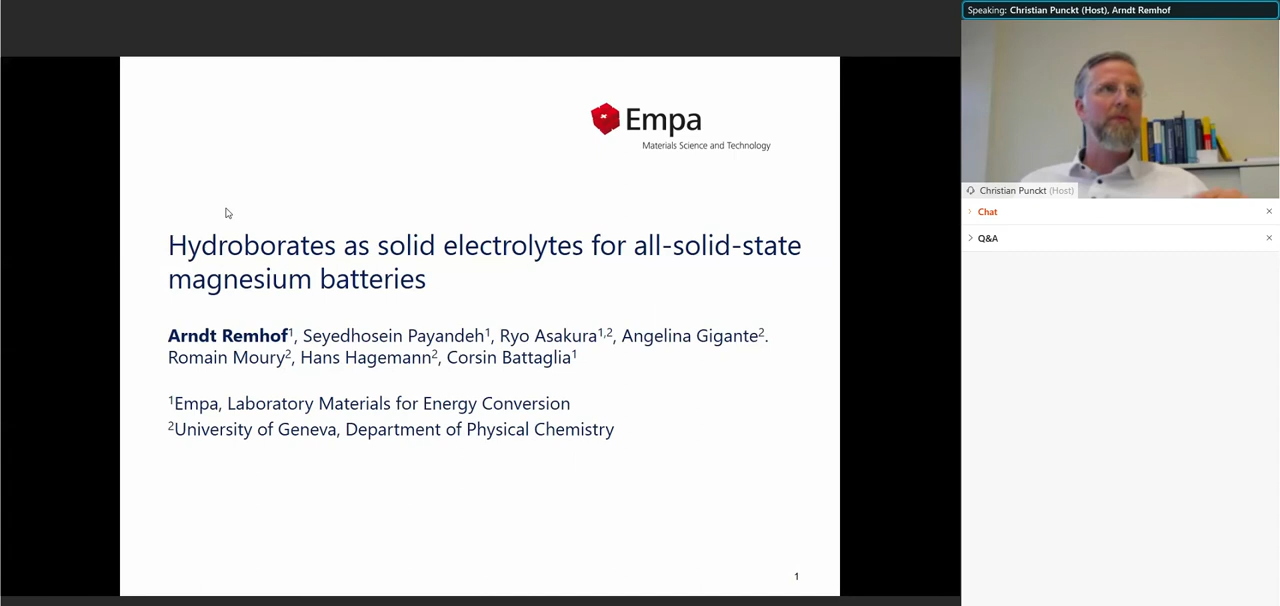 Speaking: Christian Punckt (Host), Arndt Remhof
Empa
Materials Science and Technology
Hydroborates as solid electrolytes for all-solid-state
magnesium batteries
Arndt Remhof¹, Seyedhosein Payandeh¹, Ryo Asakura¹,², Angelina Gigante².
Romain Moury², Hans Hagemann², Corsin Battaglia¹
¹Empa, Laboratory Materials for Energy Conversion
²University of Geneva, Department of Physical Chemistry
1
Christian Punckt (Host)
Chat
Q&A